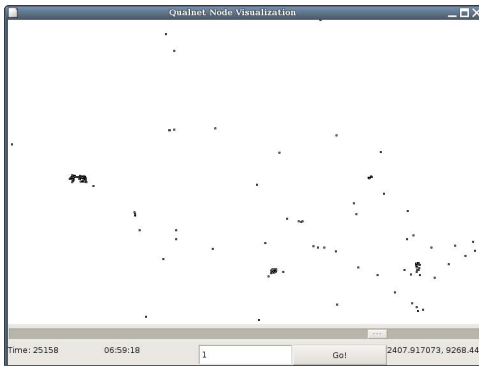 Qualnet Node Visualization
Time: 25158 06:59:18 1 Go! 2407.917073, 9268.44